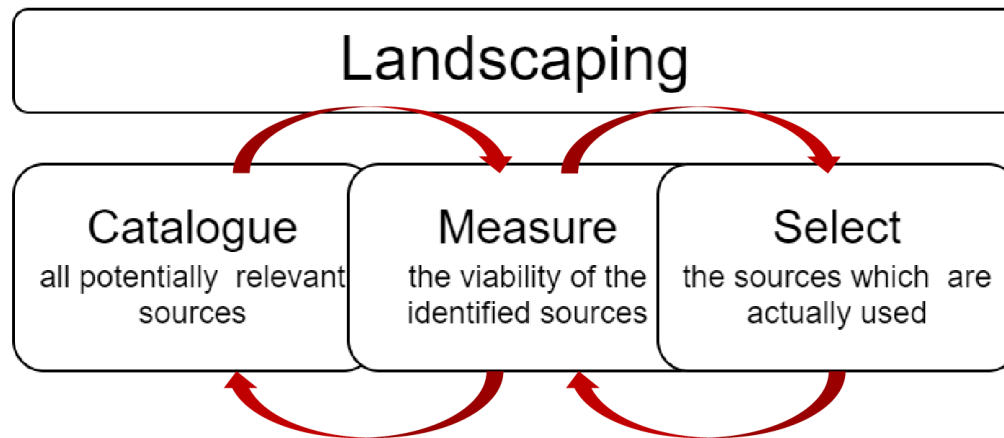 Landscaping
Catalogue
all potentially relevant
sources
Measure
the viability of the
identified sources
Select
the sources which are
actually used